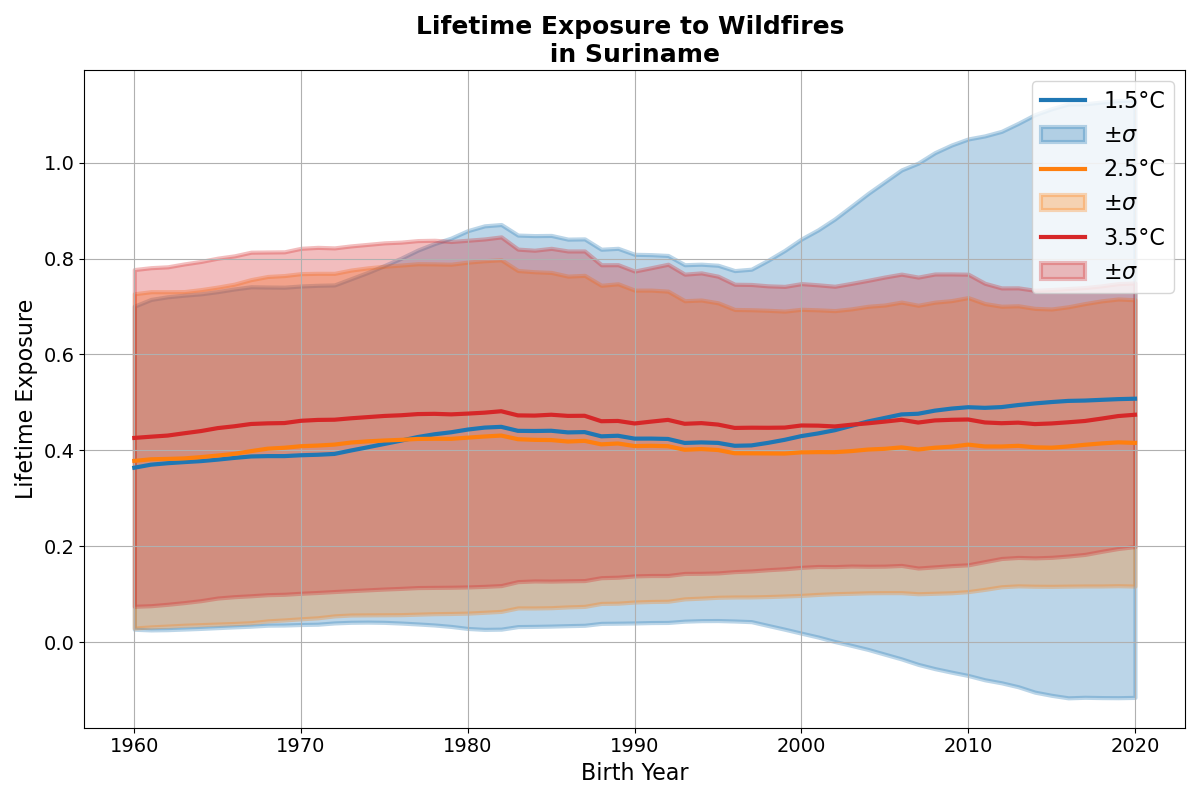 Lifetime Exposure to Wildfires
in Suriname
1.5°C
±σ
2.5°C
±σ
3.5°C
±σ
Lifetime Exposure
1.0
0.8
0.6
0.4
0.2
0.0
1960 1970 1980 1990 2000 2010 2020
Birth Year